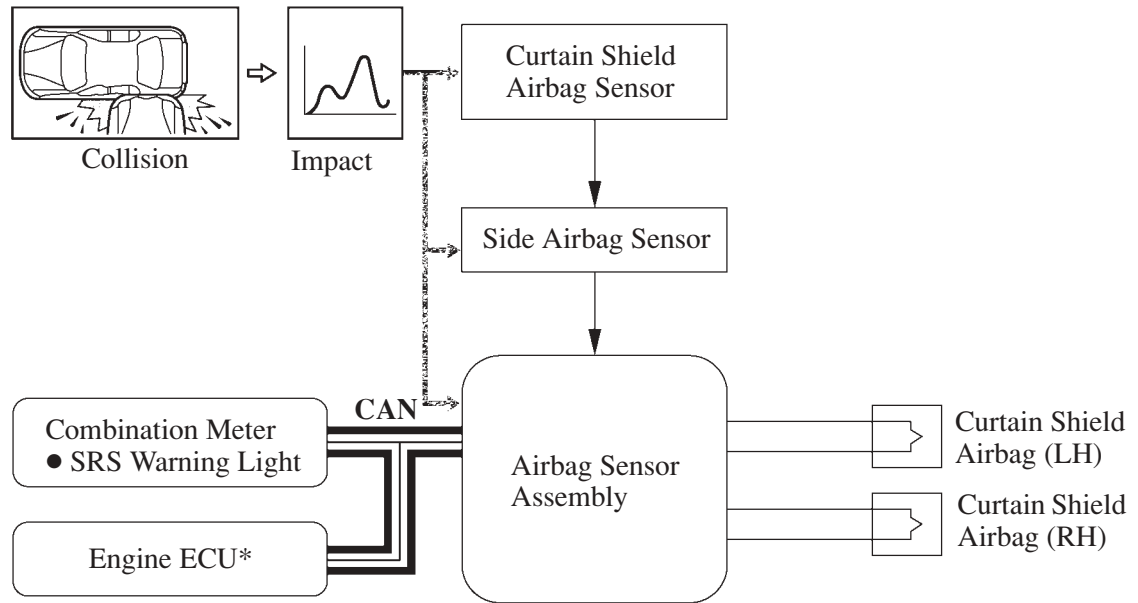 Collision
Impact
Curtain Shield
Airbag Sensor
Side Airbag Sensor
CAN
Combination Meter
● SRS Warning Light
Engine ECU*
Airbag Sensor
Assembly
Curtain Shield
Airbag (LH)
Curtain Shield
Airbag (RH)